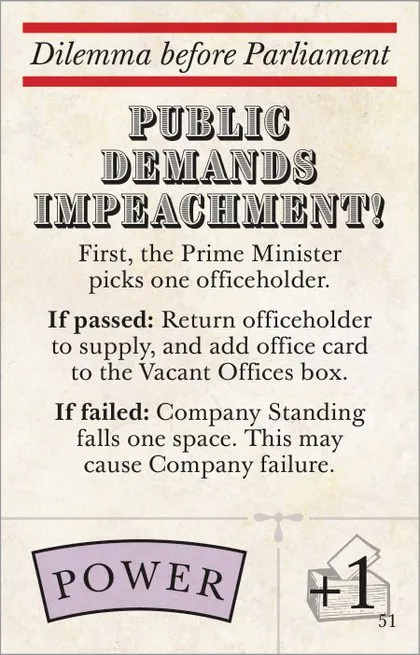 Dilemma before Parliament
PUBLIC
DEMANDS
IMPEACHMENT!
First, the Prime Minister
picks one officeholder.
If passed: Return officeholder
to supply, and add office card
to the Vacant Offices box.
If failed: Company Standing
falls one space. This may
cause Company failure.
POWER
+1
51